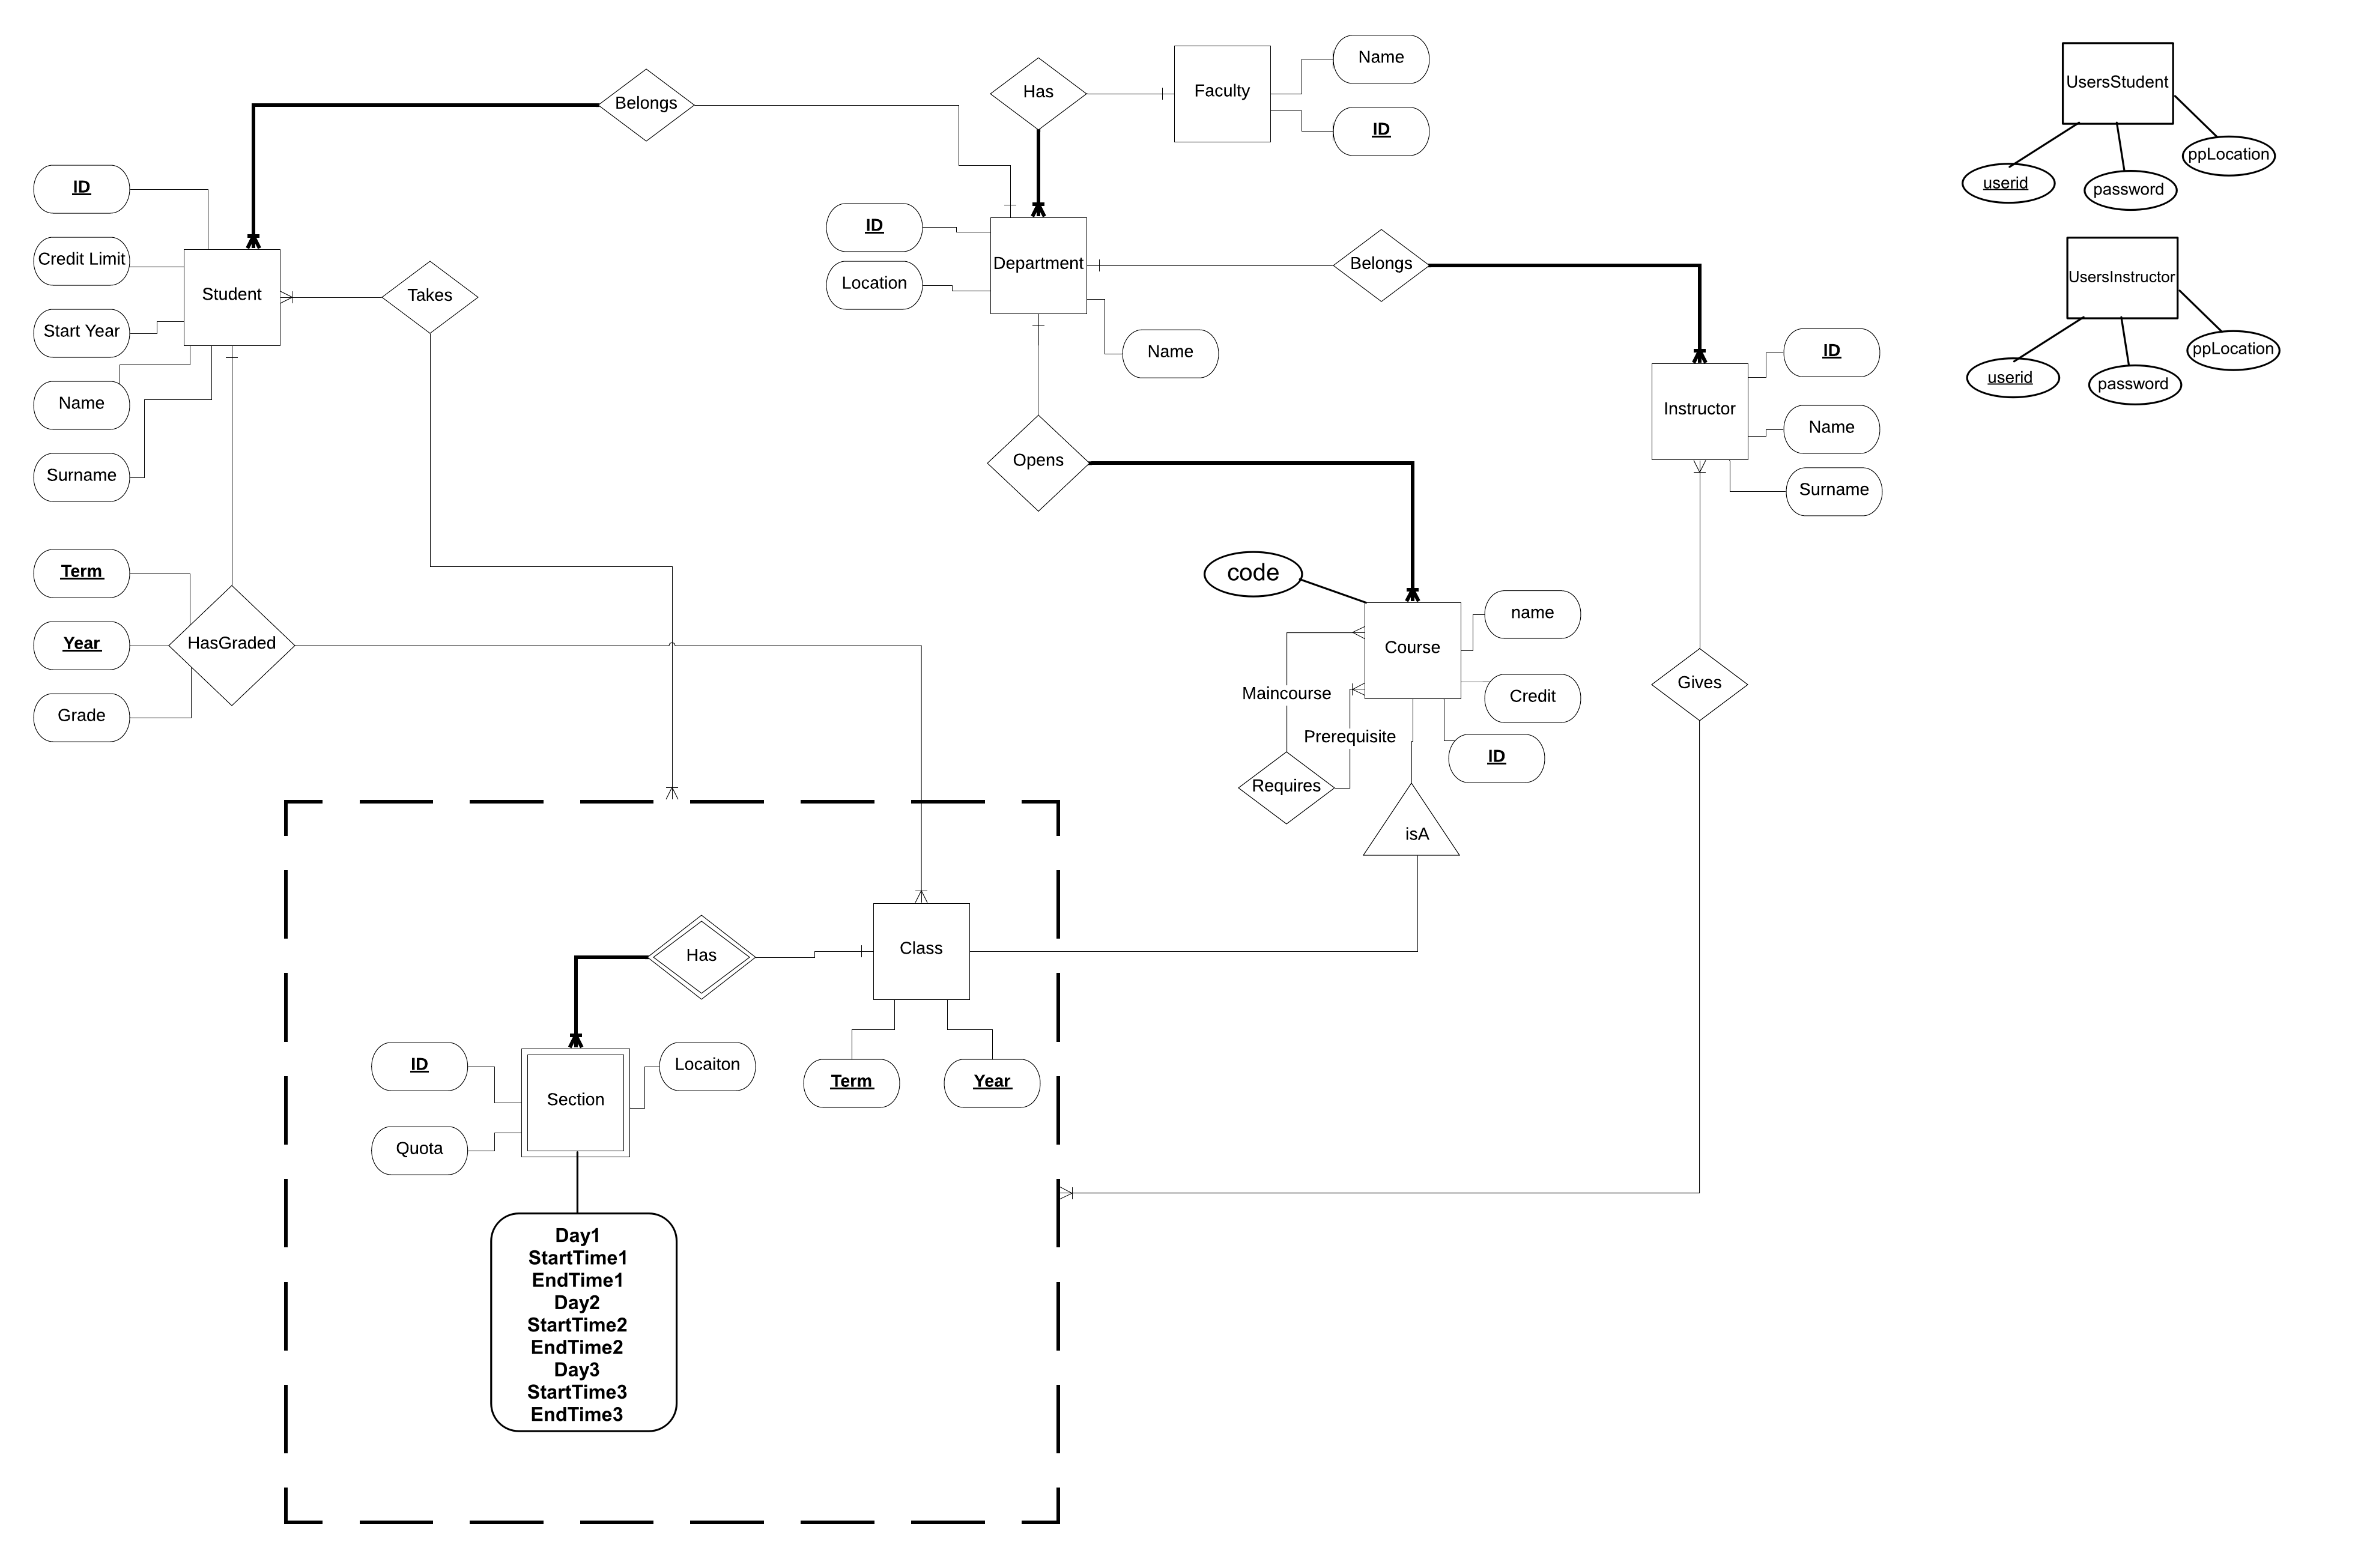 Belongs
Has
Faculty
Name
ID
UsersStudent
userid
password
ppLocation
ID
Credit Limit
Start Year
Name
Surname
Student
Takes
ID
Location
Department
Name
Belongs
UsersInstructor
userid
password
ppLocation
Instructor
ID
Name
Surname
Opens
Term
Year
Grade
HasGraded
code
Course
name
Credit
ID
Maincourse
Prerequisite
Requires
isA
Gives
Has
Class
Term
Year
ID
Quota
Section
Locaiton
Day1
StartTime1
EndTime1
Day2
StartTime2
EndTime2
Day3
StartTime3
EndTime3